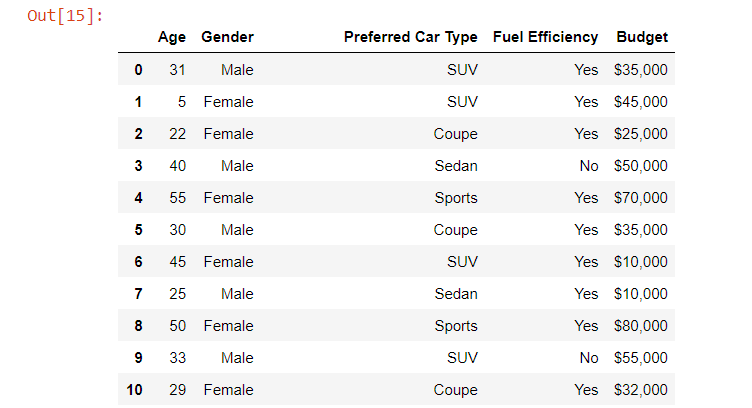 Out[15]:
Age Gender Preferred Car Type Fuel Efficiency Budget
0 31 Male SUV Yes $35,000
1 5 Female SUV Yes $45,000
2 22 Female Coupe Yes $25,000
3 40 Male Sedan No $50,000
4 55 Female Sports Yes $70,000
5 30 Male Coupe Yes $35,000
6 45 Female SUV Yes $10,000
7 25 Male Sedan Yes $10,000
8 50 Female Sports Yes $80,000
9 33 Male SUV No $55,000
10 29 Female Coupe Yes $32,000